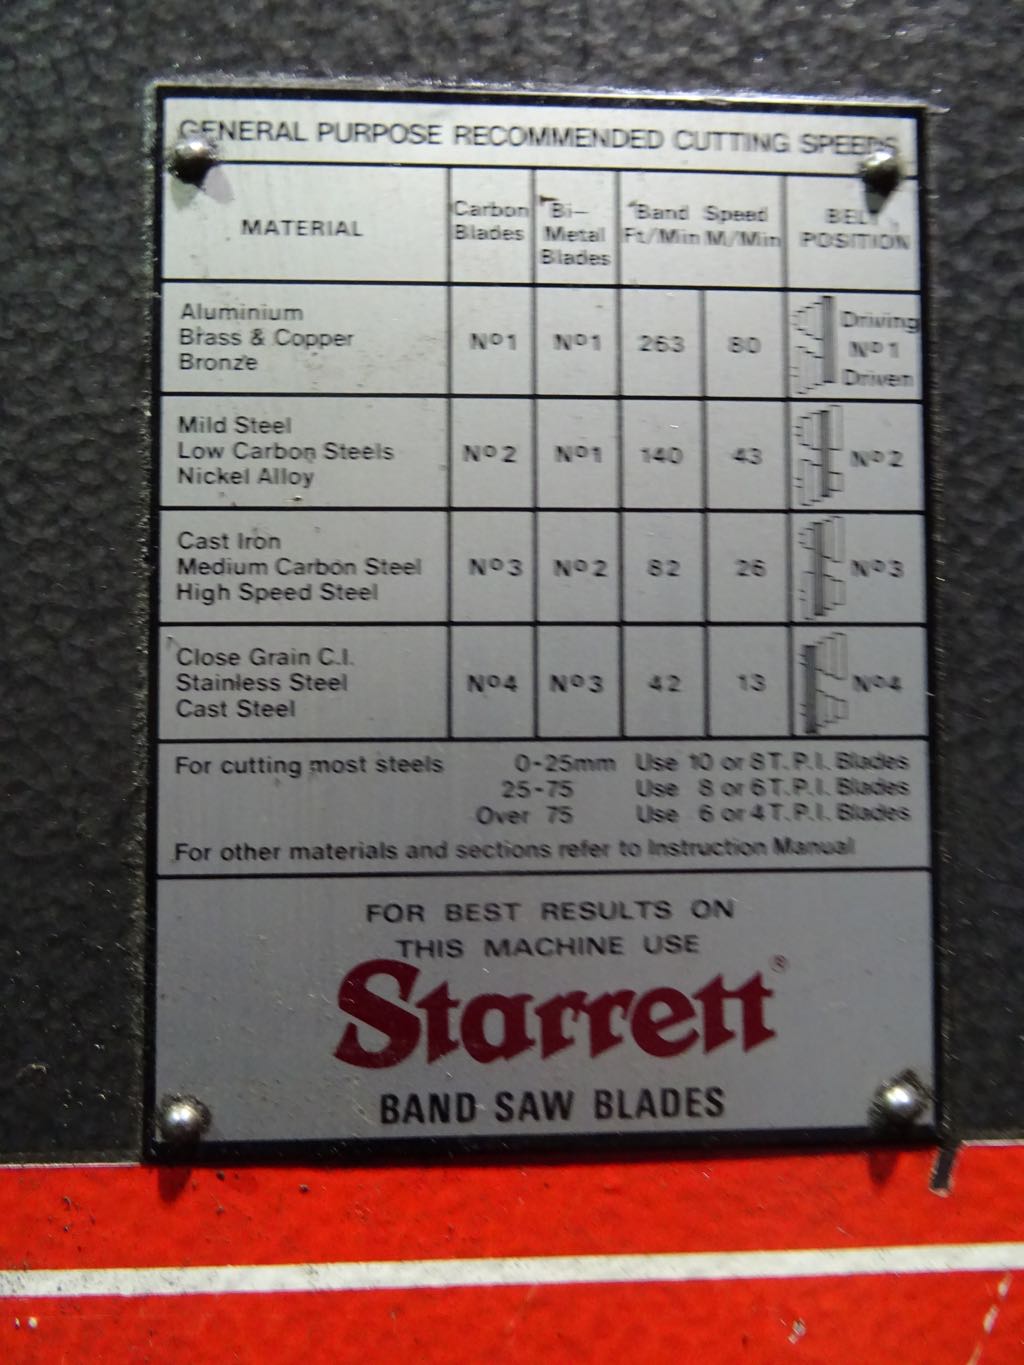 GENERAL PURPOSE RECOMMENDED CUTTING SPEEDS
MATERIAL
Carbon Blades
Bi-Metal Blades
Band Speed
Ft/Min M/Min
BELT POSITION
Aluminium
Brass & Copper
Bronze
Nº1 Nº1 263 80
Driving
Nº1
Driven
Mild Steel
Low Carbon Steels
Nickel Alloy
Nº2 Nº1 140 43 Nº2
Cast Iron
Medium Carbon Steel
High Speed Steel
Nº3 Nº2 82 26 Nº3
Close Grain C.I.
Stainless Steel
Cast Steel
Nº4 Nº3 42 13 Nº4
For cutting most steels 0-25mm Use 10 or 8 T.P.I. Blades
25-75 Use 8 or 6 T.P.I. Blades
Over 75 Use 6 or 4 T.P.I. Blades
For other materials and sections refer to Instruction Manual
FOR BEST RESULTS ON
THIS MACHINE USE
Starrett®
BAND SAW BLADES